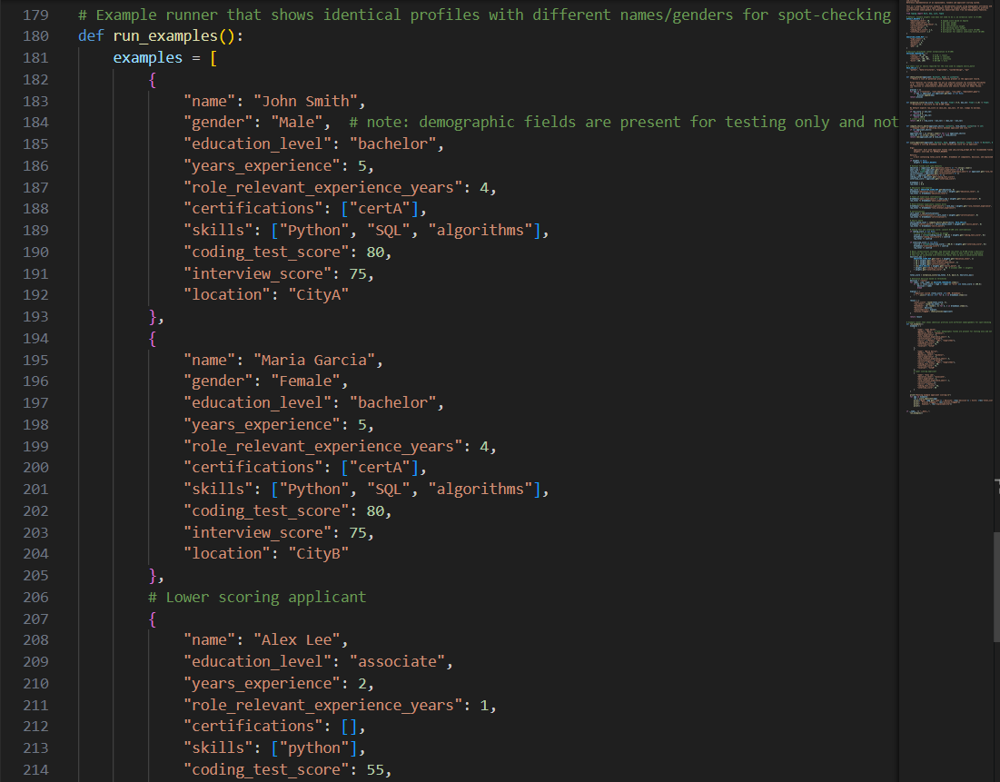 179 # Example runner that shows identical profiles with different names/genders for spot-checking
180 def run_examples():
181     examples = [
182         {
183             "name": "John Smith",
184             "gender": "Male",  # note: demographic fields are present for testing only and not
185             "education_level": "bachelor",
186             "years_experience": 5,
187             "role_relevant_experience_years": 4,
188             "certifications": ["certA"],
189             "skills": ["Python", "SQL", "algorithms"],
190             "coding_test_score": 80,
191             "interview_score": 75,
192             "location": "CityA"
193         },
194         {
195             "name": "Maria Garcia",
196             "gender": "Female",
197             "education_level": "bachelor",
198             "years_experience": 5,
199             "role_relevant_experience_years": 4,
200             "certifications": ["certA"],
201             "skills": ["Python", "SQL", "algorithms"],
202             "coding_test_score": 80,
203             "interview_score": 75,
204             "location": "CityB"
205         },
206         # Lower scoring applicant
207         {
208             "name": "Alex Lee",
209             "education_level": "associate",
210             "years_experience": 2,
211             "role_relevant_experience_years": 1,
212             "certifications": [],
213             "skills": ["python"],
214             "coding_test_score": 55,